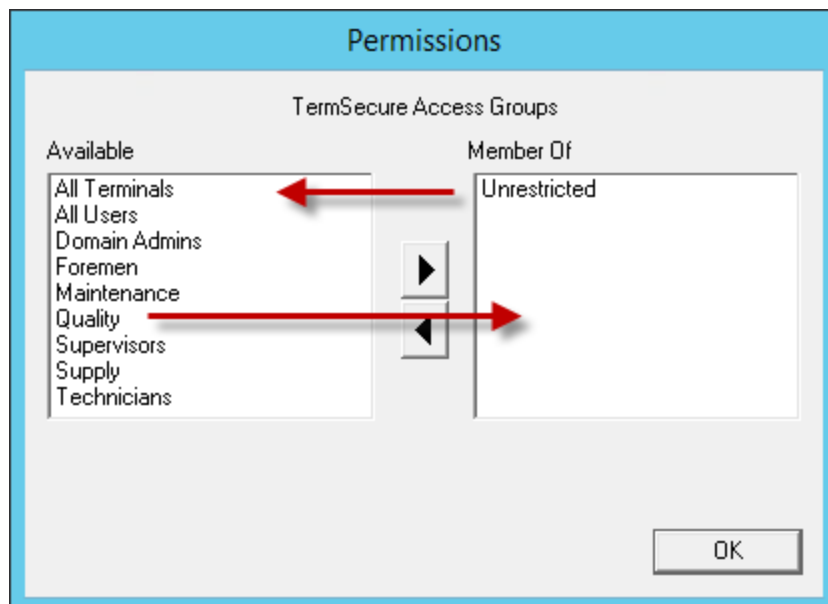 Permissions
TermSecure Access Groups
Available
Member Of
All Terminals
All Users
Domain Admins
Foremen
Maintenance
Quality
Supervisors
Supply
Technicians
Unrestricted
OK